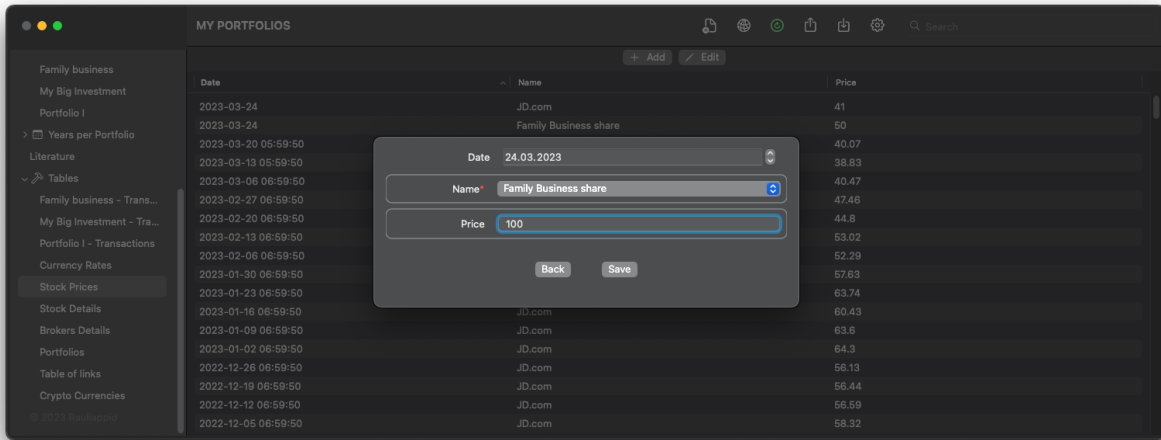 MY PORTFOLIOS
Search
+ Add Edit
Family business
My Big Investment
Portfolio I
Years per Portfolio
Literature
Tables
Family business - Trans...
My Big Investment - Tra...
Portfolio I - Transactions
Currency Rates
Stock Prices
Stock Details
Brokers Details
Portfolios
Table of links
Crypto Currencies
Date Name Price
2023-03-24 JD.com 41
2023-03-24 Family Business share 50
2023-03-20 05:59:50 40.07
2023-03-13 05:59:50 38.83
2023-03-06 06:59:50 40.47
2023-02-27 06:59:50 47.46
2023-02-20 06:59:50 44.8
2023-02-13 06:59:50 53.02
2023-02-06 06:59:50 52.29
2023-01-30 06:59:50 57.63
2023-01-23 06:59:50 63.74
2023-01-16 06:59:50 JD.com 60.43
2023-01-09 06:59:50 JD.com 63.6
2023-01-02 06:59:50 JD.com 64.3
2022-12-26 06:59:50 JD.com 56.13
2022-12-19 06:59:50 JD.com 56.44
2022-12-12 06:59:50 JD.com 56.59
2022-12-05 06:59:50 JD.com 58.32
Date 24.03.2023
Name* Family Business share
Price 100
Back Save